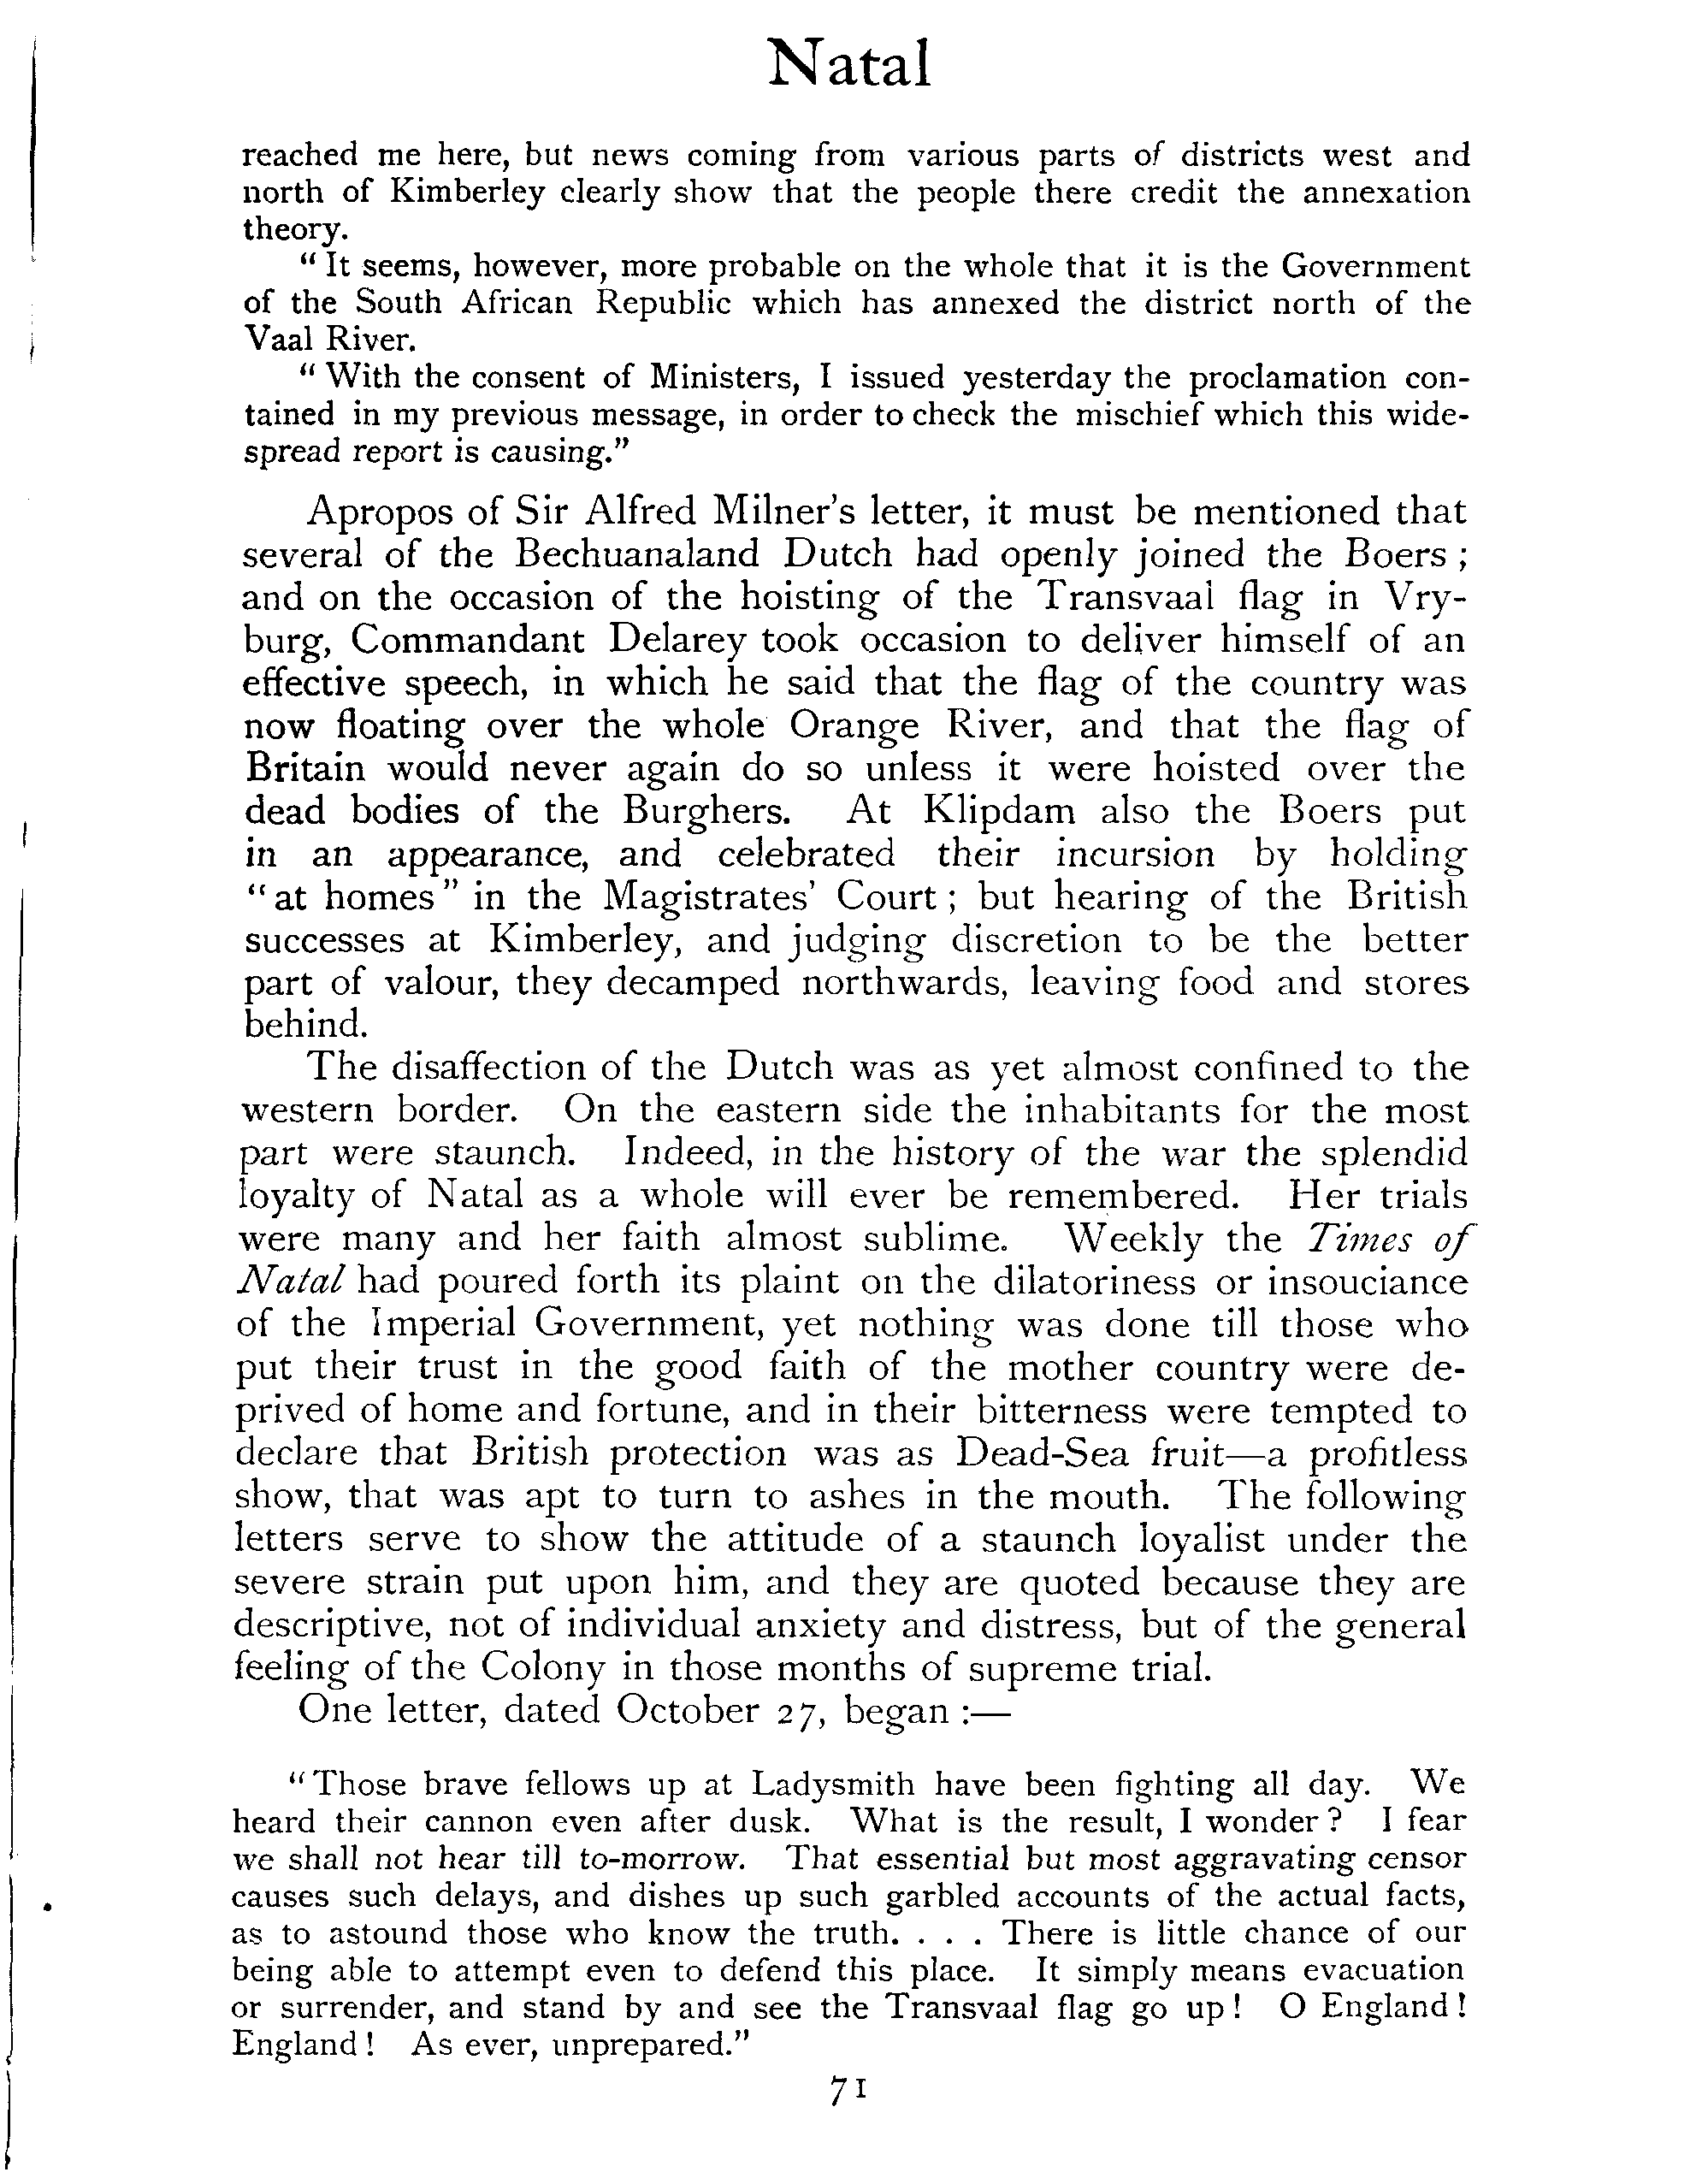 Natal
reached me here, but news coming from various parts of districts west and
north of Kimberley clearly show that the people there credit the annexation
theory.
" It seems, however, more probable on the whole that it is the Government
of the South African Republic which has annexed the district north of the
Vaal River.
" With the consent of Ministers, I issued yesterday the proclamation con-
tained in my previous message, in order to check the mischief which this wide-
spread report is causing."
Apropos of Sir Alfred Milner's letter, it must be mentioned that
several of the Bechuanaland Dutch had openly joined the Boers ;
and on the occasion of the hoisting of the Transvaal flag in Vry-
burg, Commandant Delarey took occasion to deliver himself of an
effective speech, in which he said that the flag of the country was
now floating over the whole Orange River, and that the flag of
Britain would never again do so unless it were hoisted over the
dead bodies of the Burghers. At Klipdam also the Boers put
in an appearance, and celebrated their incursion by holding
"at homes" in the Magistrates' Court ; but hearing of the British
successes at Kimberley, and judging discretion to be the better
part of valour, they decamped northwards, leaving food and stores
behind.
The disaffection of the Dutch was as yet almost confined to the
western border. On the eastern side the inhabitants for the most
part were staunch. Indeed, in the history of the war the splendid
loyalty of Natal as a whole will ever be remembered. Her trials
were many and her faith almost sublime. Weekly the Times of
Natal had poured forth its plaint on the dilatoriness or insouciance
of the Imperial Government, yet nothing was done till those who
put their trust in the good faith of the mother country were de-
prived of home and fortune, and in their bitterness were tempted to
declare that British protection was as Dead-Sea fruit—a profitless
show, that was apt to turn to ashes in the mouth. The following
letters serve to show the attitude of a staunch loyalist under the
severe strain put upon him, and they are quoted because they are
descriptive, not of individual anxiety and distress, but of the general
feeling of the Colony in those months of supreme trial.
One letter, dated October 27, began :—
"Those brave fellows up at Ladysmith have been fighting all day. We
heard their cannon even after dusk. What is the result, I wonder ? I fear
we shall not hear till to-morrow. That essential but most aggravating censor
causes such delays, and dishes up such garbled accounts of the actual facts,
as to astound those who know the truth. . . . There is little chance of our
being able to attempt even to defend this place. It simply means evacuation
or surrender, and stand by and see the Transvaal flag go up ! O England !
England ! As ever, unprepared."
71